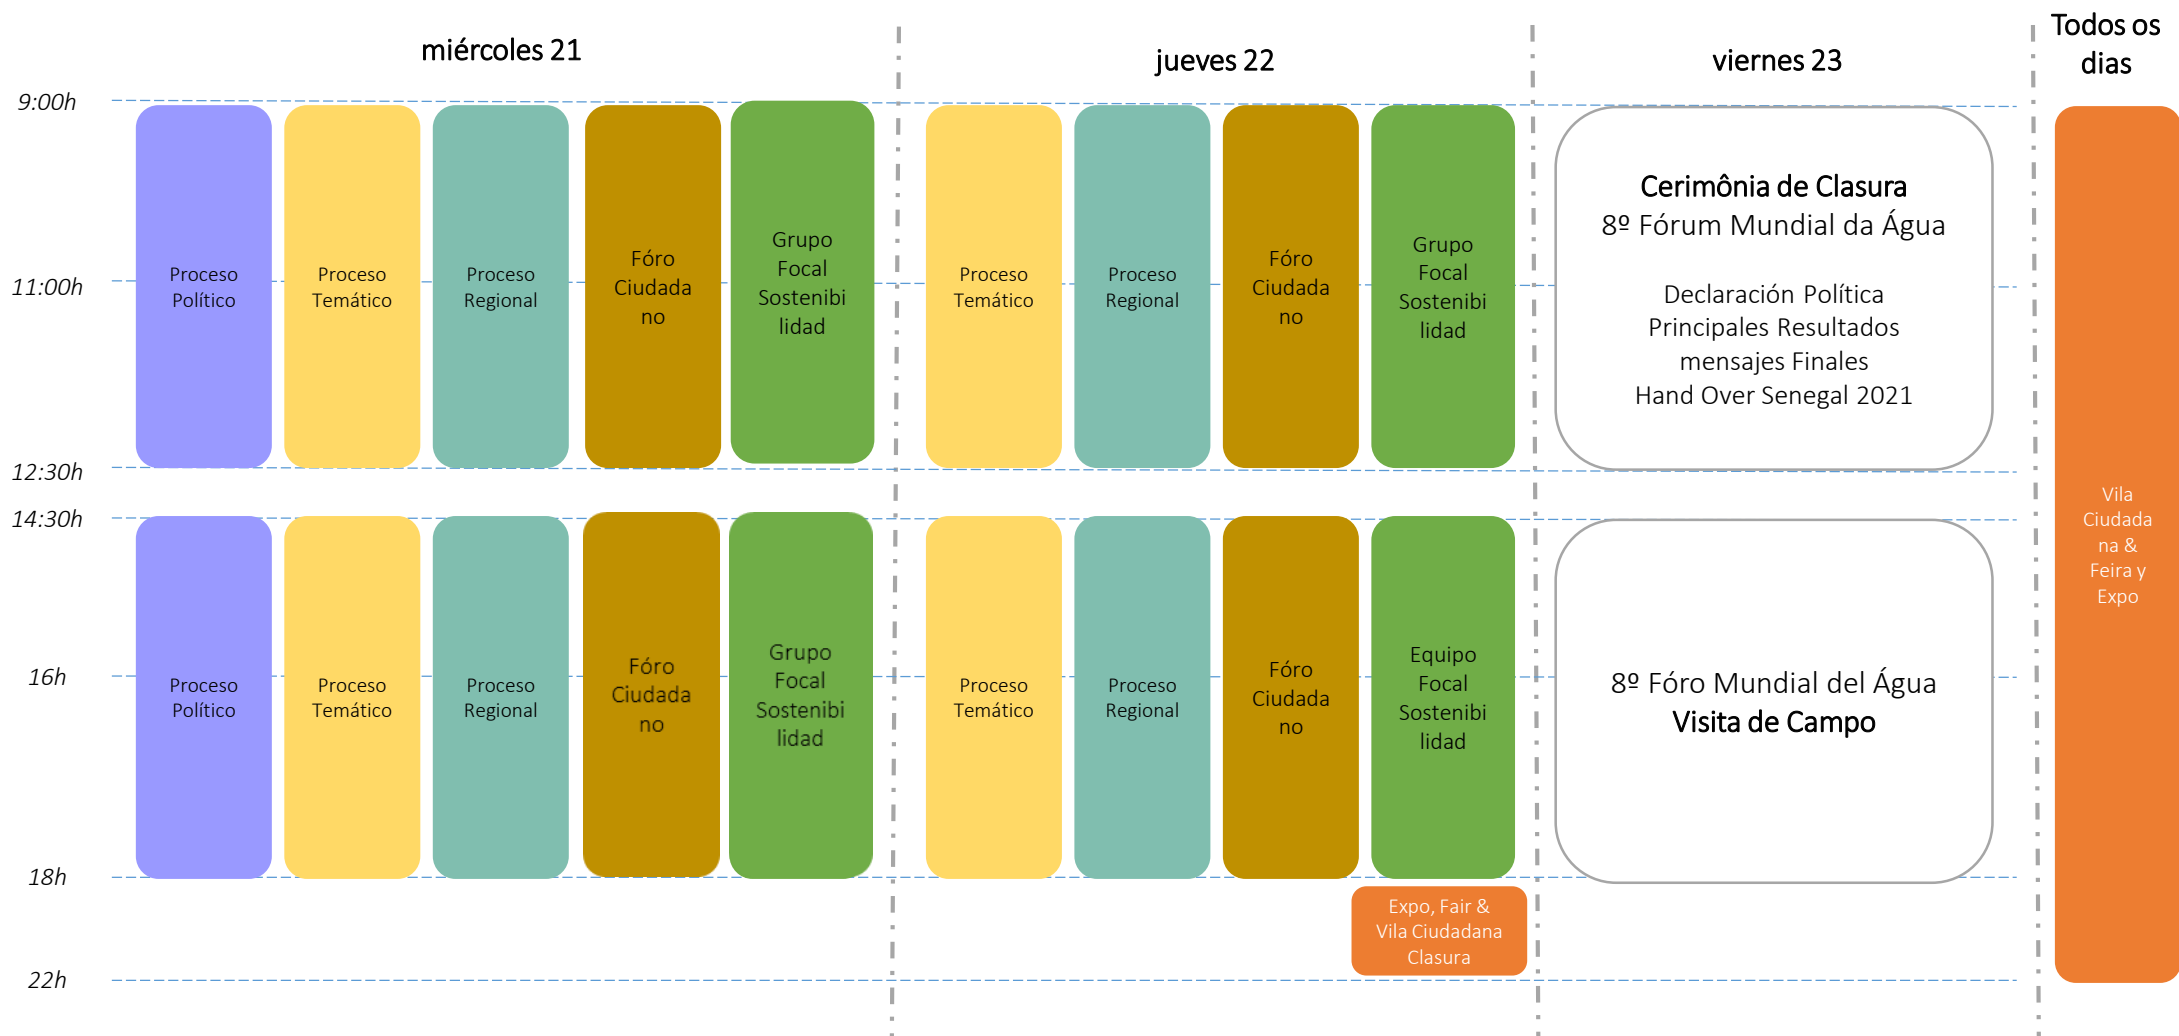 miércoles 21
jueves 22
viernes 23
Todos os
dias
9:00h
11:00h
12:30h
14:30h
16h
18h
22h
Proceso
Político
Proceso
Temático
Proceso
Regional
Fóro
Ciudada
no
Grupo
Focal
Sostenibi
lidad
Proceso
Temático
Proceso
Regional
Fóro
Ciudada
no
Grupo
Focal
Sostenibi
lidad
Cerimônia de Clasura
8º Fórum Mundial da Água
Declaración Política
Principales Resultados
mensajes Finales
Hand Over Senegal 2021
Proceso
Político
Proceso
Temático
Proceso
Regional
Fóro
Ciudada
no
Grupo
Focal
Sostenibi
lidad
Proceso
Temático
Proceso
Regional
Fóro
Ciudada
no
Equipo
Focal
Sostenibi
lidad
8º Fóro Mundial del Água
Visita de Campo
Expo, Fair &
Vila Ciudadana
Clasura
Vila
Ciudada
na &
Feira y
Expo